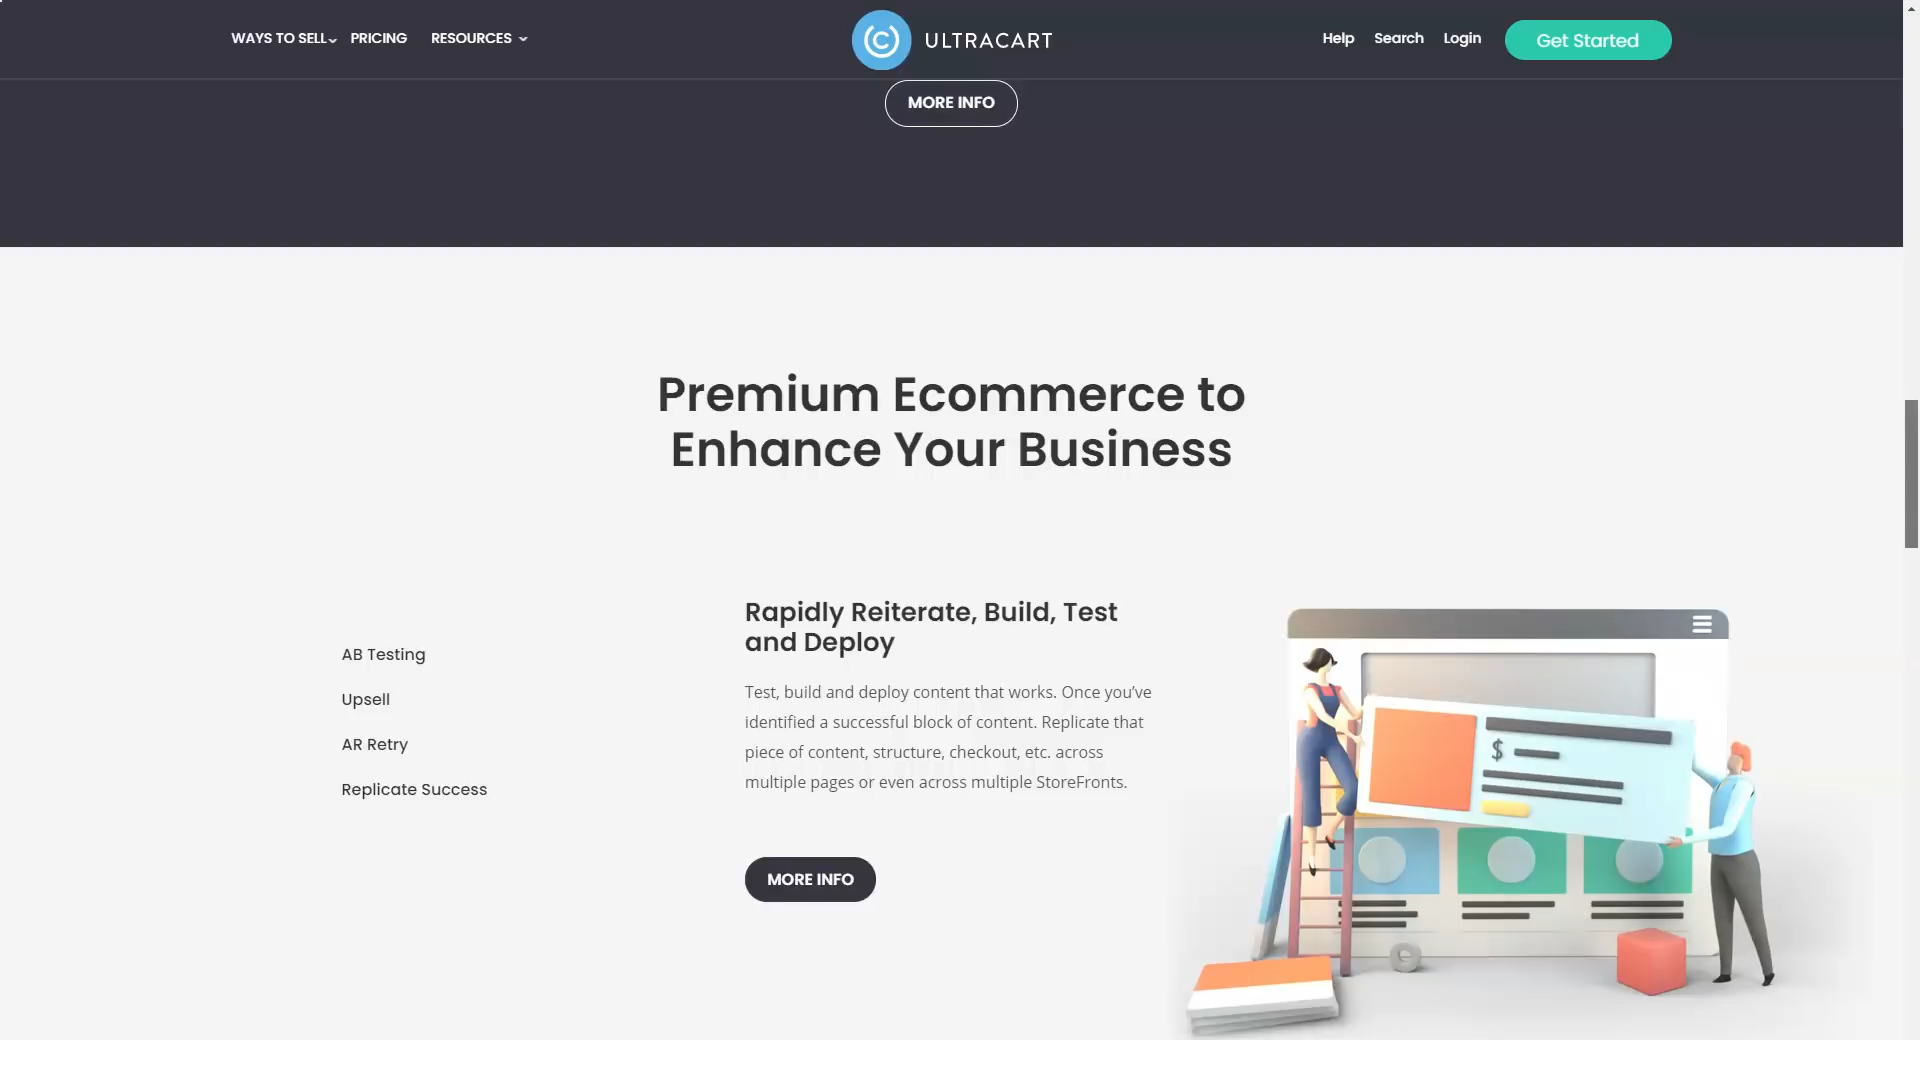 WAYS TO SELL PRICING RESOURCES
ULTRACART
Help Search Login Get Started
MORE INFO
Premium Ecommerce to
Enhance Your Business
AB Testing
Upsell
AR Retry
Replicate Success
Rapidly Reiterate, Build, Test
and Deploy
Test, build and deploy content that works. Once you’ve
identified a successful block of content. Replicate that
piece of content, structure, checkout, etc. across
multiple pages or even across multiple StoreFronts.
MORE INFO
$